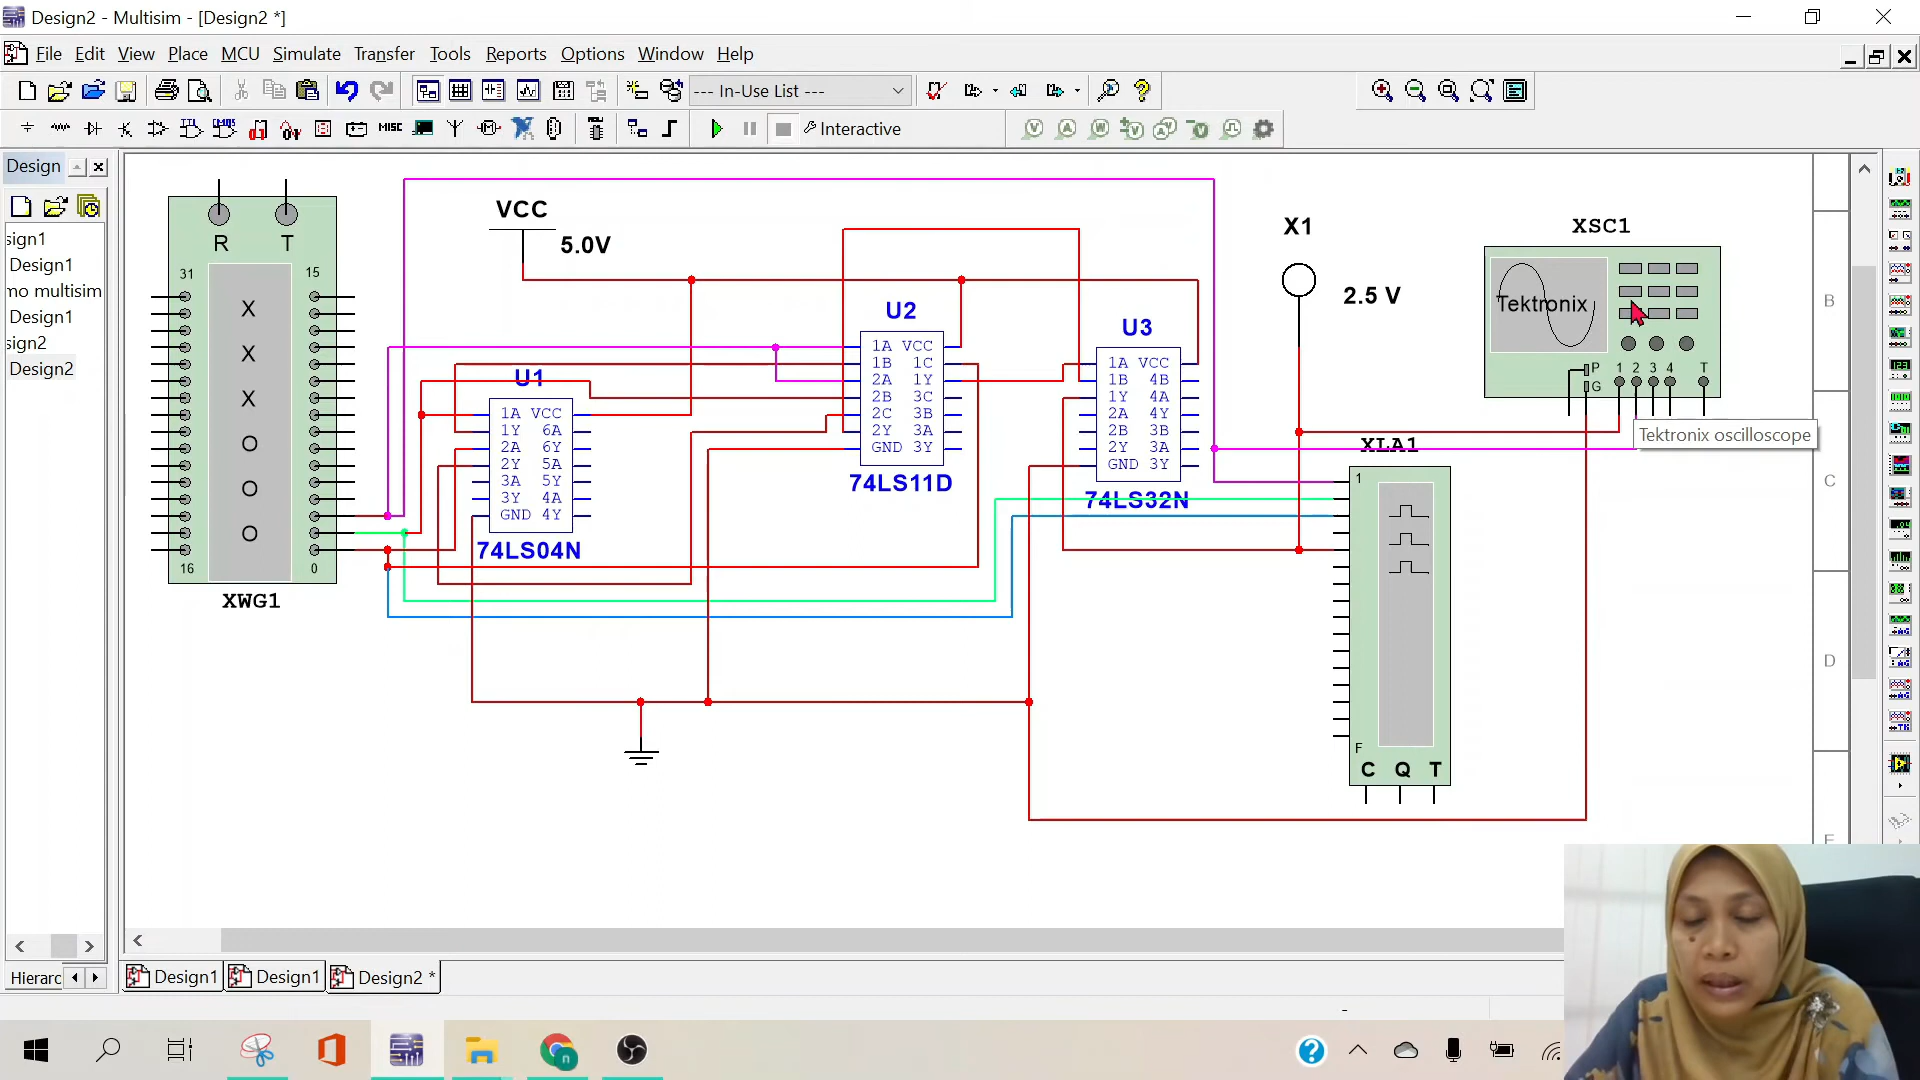 Design2 - Multisim - [Design2 *]
File Edit View Place MCU Simulate Transfer Tools Reports Options Window Help
--- In-Use List ---
MISC
Interactive
Design
sign1
Design1
mo multisim
Design1
sign2
Design2
R T
31 15
X
X
X
O
O
O
16 0
XWG1
VCC
5.0V
U1
1A VCC
1Y 6A
2A 6Y
2Y 5A
3A 5Y
3Y 4A
GND 4Y
74LS04N
U2
1A VCC
1B 1C
2A 1Y
2B 3C
2C 3B
2Y 3A
GND 3Y
74LS11D
U3
1A VCC
1B 4B
1Y 4A
2A 4Y
2B 3B
2Y 3A
GND 3Y
74LS32N
X1
2.5 V
XSC1
Tektronix
P
G
1 2 3 4 T
Tektronix oscilloscope
XLA1
1
F
C Q T
B
C
D
E
Hierarc
Design1
Design1
Design2 *